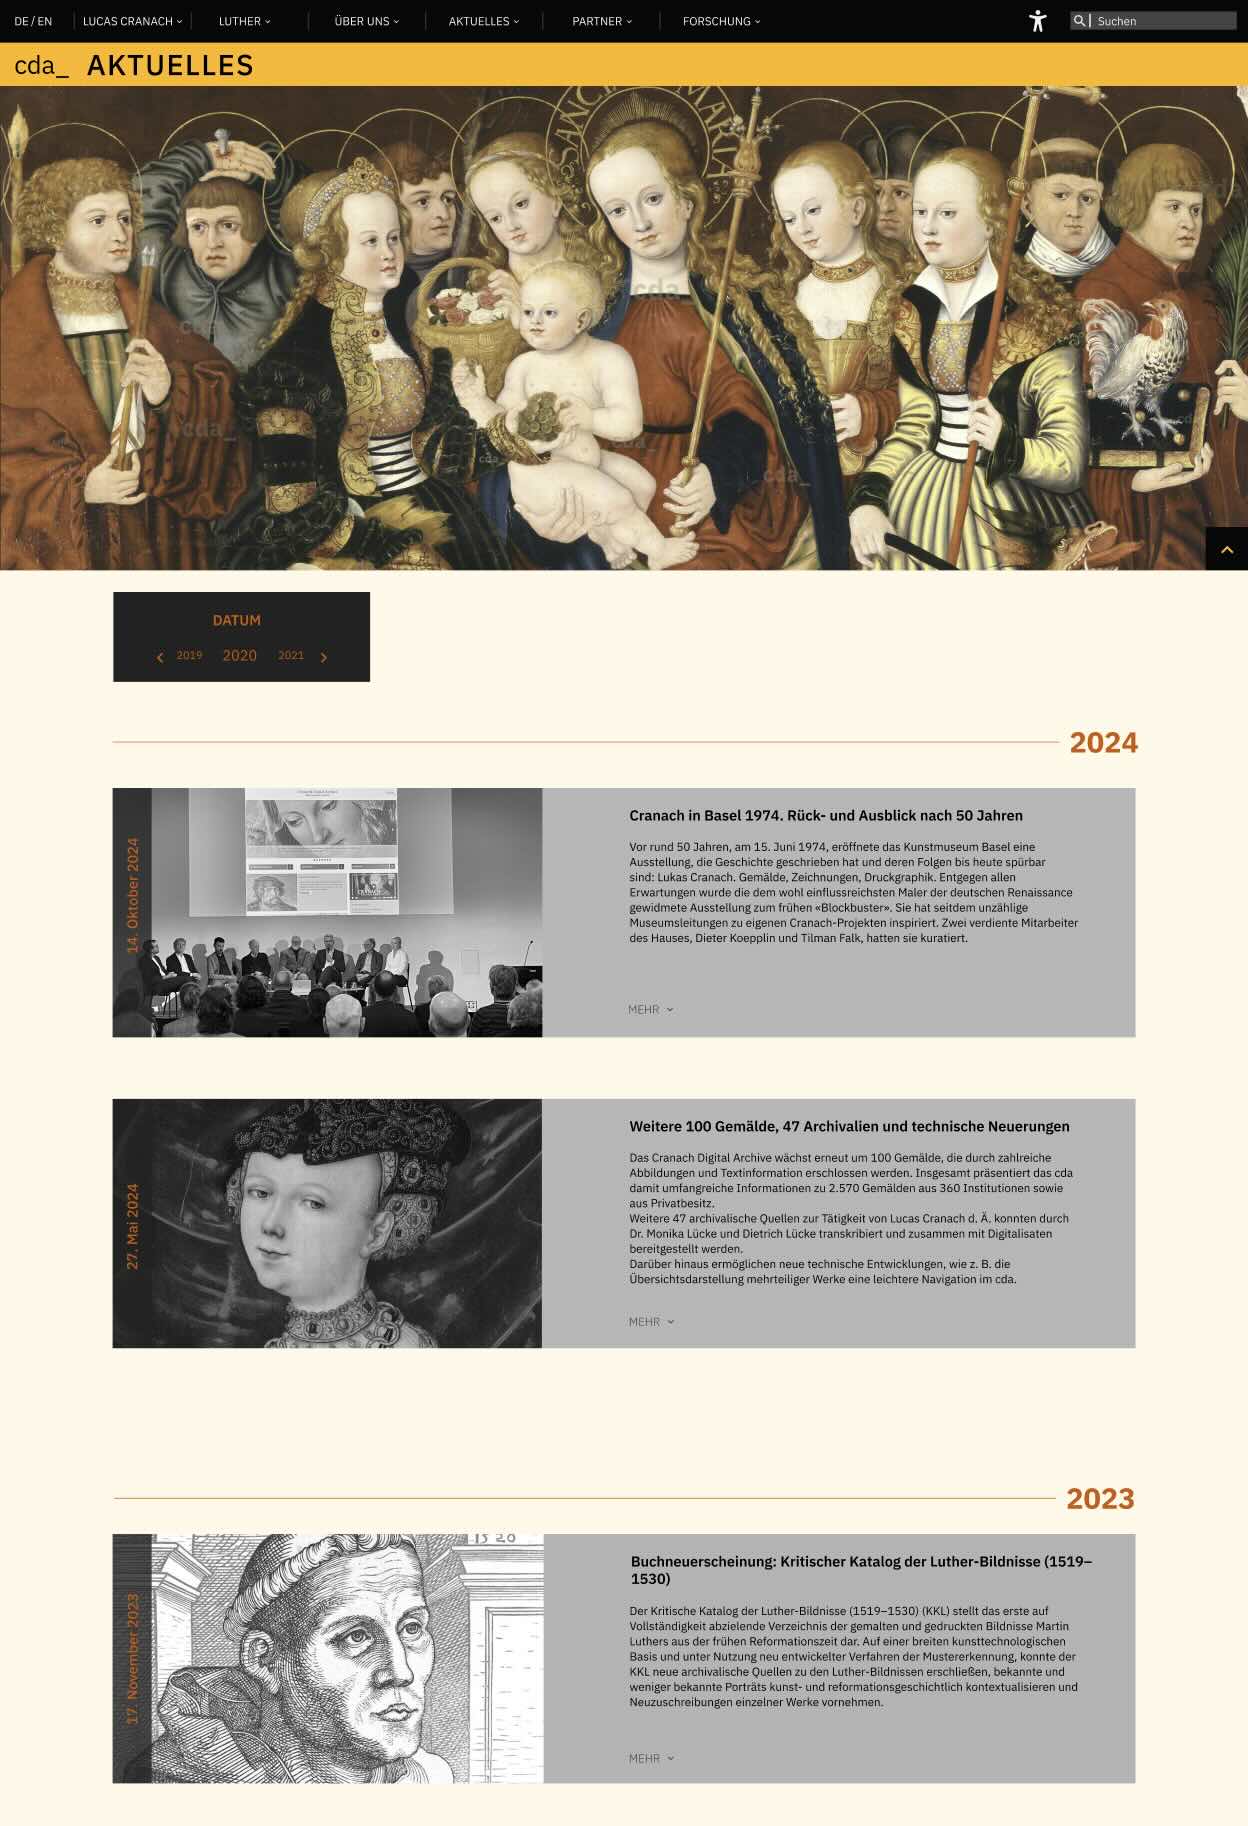 DE / EN
LUCAS CRANACH
LUTHER
ÜBER UNS
AKTUELLES
PARTNER
FORSCHUNG
Suchen
cda_ AKTUELLES
SANCTA MARIA
cda_
cda_
cda_
cda_
cda_
DATUM
2019 2020 2021
2024
14. Oktober 2024
Cranach in Basel 1974. Rück- und Ausblick nach 50 Jahren
Vor rund 50 Jahren, am 15. Juni 1974, eröffnete das Kunstmuseum Basel eine
Ausstellung, die Geschichte geschrieben hat und deren Folgen bis heute spürbar
sind: Lukas Cranach. Gemälde, Zeichnungen, Druckgraphik. Entgegen allen
Erwartungen wurde die dem wohl einflussreichsten Maler der deutschen Renaissance
gewidmete Ausstellung zum frühen «Blockbuster». Sie hat seitdem unzählige
Museumsleitungen zu eigenen Cranach-Projekten inspiriert. Zwei verdiente Mitarbeiter
des Hauses, Dieter Koepplin und Tilman Falk, hatten sie kuratiert.
MEHR
27. Mai 2024
Weitere 100 Gemälde, 47 Archivalien und technische Neuerungen
Das Cranach Digital Archive wächst erneut um 100 Gemälde, die durch zahlreiche
Abbildungen und Textinformation erschlossen werden. Insgesamt präsentiert das cda
damit umfangreiche Informationen zu 2.570 Gemälden aus 360 Institutionen sowie
aus Privatbesitz.
Weitere 47 archivalische Quellen zur Tätigkeit von Lucas Cranach d. Ä. konnten durch
Dr. Monika Lücke und Dietrich Lücke transkribiert und zusammen mit Digitalisaten
bereitgestellt werden.
Darüber hinaus ermöglichen neue technische Entwicklungen, wie z. B. die
Übersichtsdarstellung mehrteiliger Werke eine leichtere Navigation im cda.
MEHR
2023
17. November 2023
Buchneuerscheinung: Kritischer Katalog der Luther-Bildnisse (1519–
1530)
Der Kritische Katalog der Luther-Bildnisse (1519–1530) (KKL) stellt das erste auf
Vollständigkeit abzielende Verzeichnis der gemalten und gedruckten Bildnisse Martin
Luthers aus der frühen Reformationszeit dar. Auf einer breiten kunsttechnologischen
Basis und unter Nutzung neu entwickelter Verfahren der Mustererkennung, konnte der
KKL neue archivalische Quellen zu den Luther-Bildnissen erschließen, bekannte und
weniger bekannte Porträts kunst- und reformationsgeschichtlich kontextualisieren und
Neuzuschreibungen einzelner Werke vornehmen.
MEHR